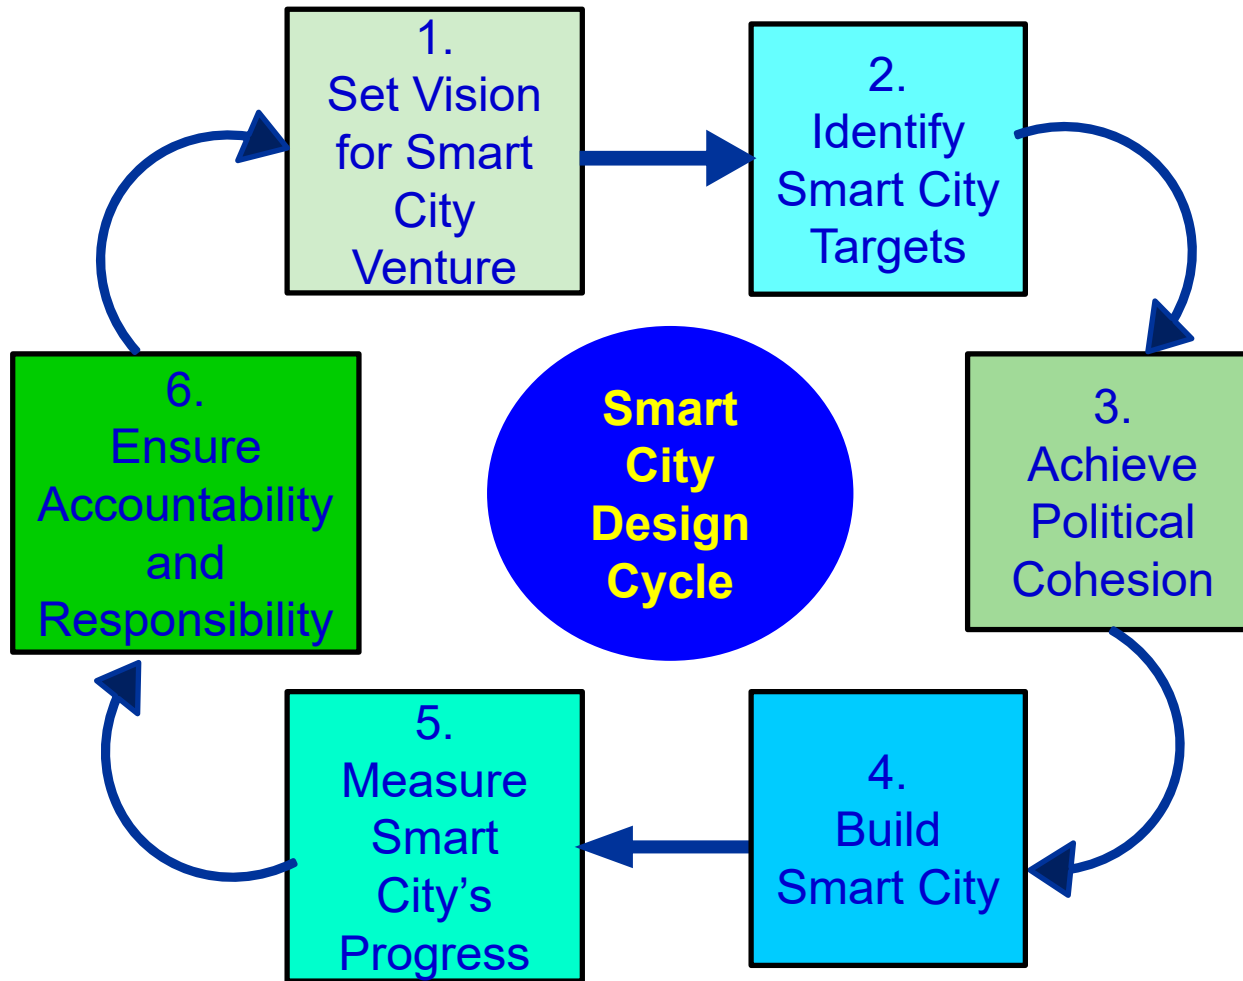 1.
Set Vision
for Smart
City
Venture
2.
Identify
Smart City
Targets
3.
Achieve
Political
Cohesion
4.
Build
Smart City
5.
Measure
Smart
City’s
Progress
6.
Ensure
Accountability
and
Responsibility
Smart
City
Design
Cycle